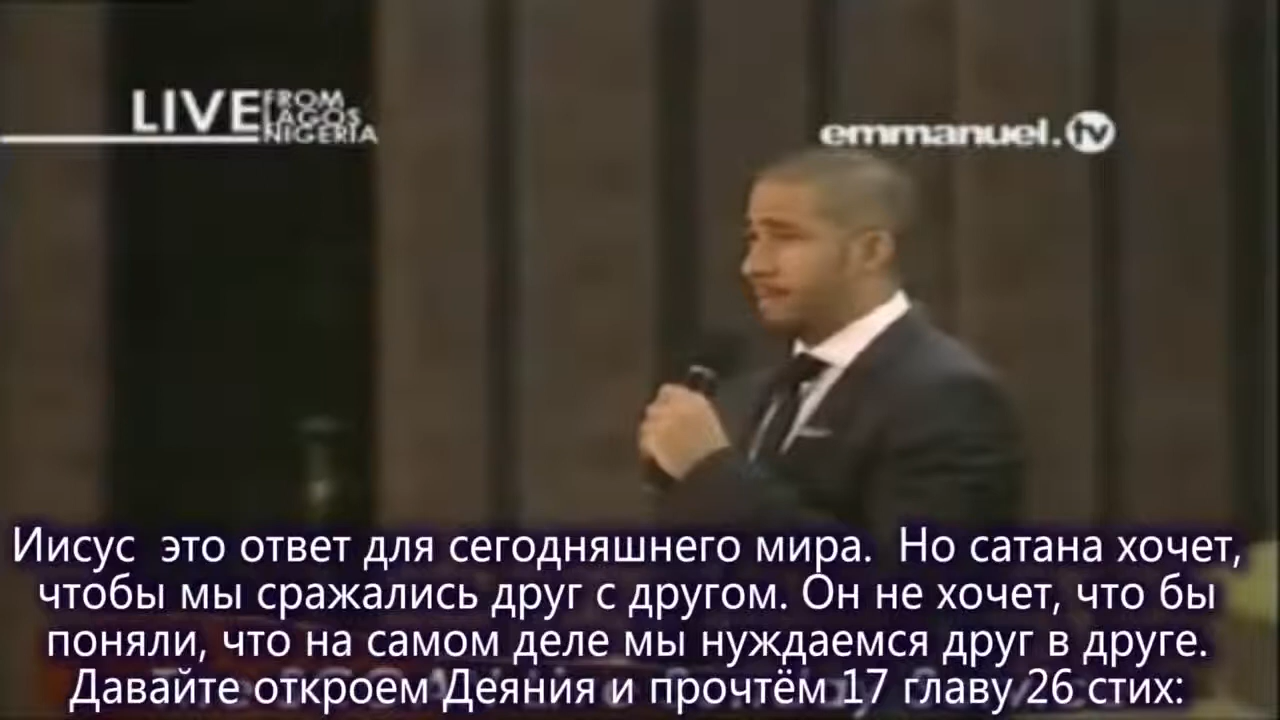 LIVE FROM
LAGOS
NIGERIA
emmanuel.tv
Иисус это ответ для сегодняшнего мира. Но сатана хочет,
чтобы мы сражались друг с другом. Он не хочет, что бы
поняли, что на самом деле мы нуждаемся друг в друге.
Давайте откроем Деяния и прочтём 17 главу 26 стих: